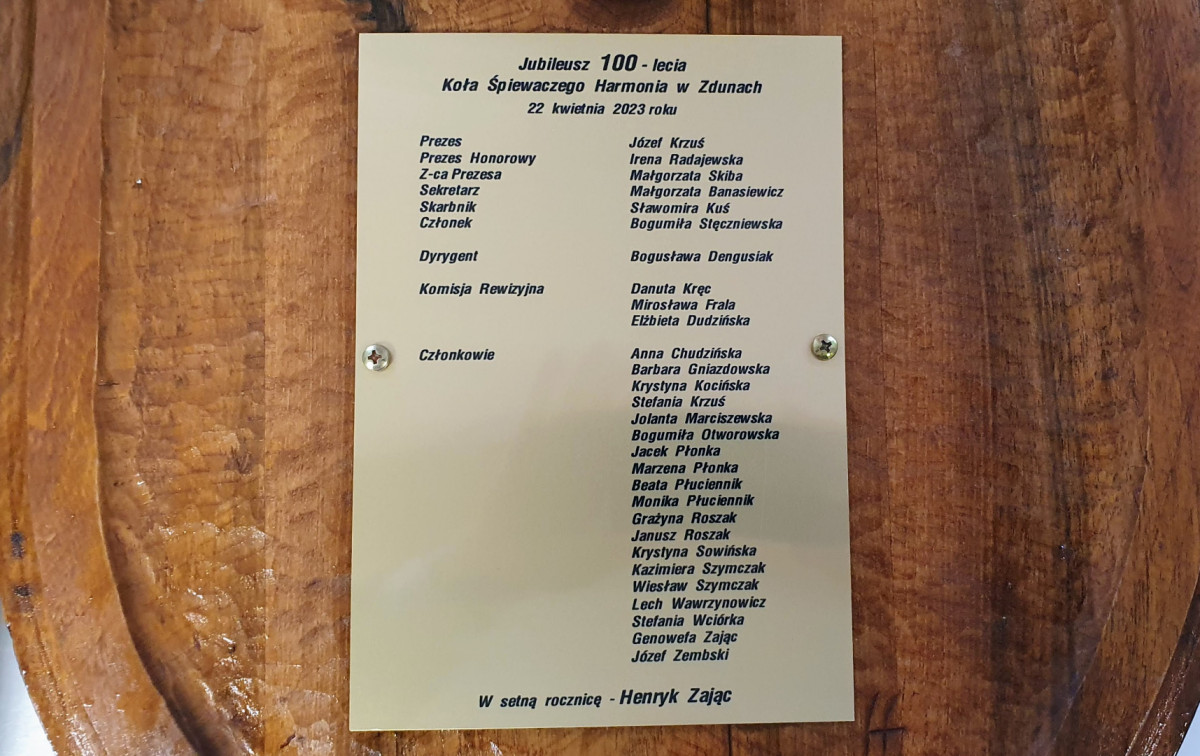 Jubileusz 100 - lecia
Koła Śpiewaczego Harmonia w Zdunach
22 kwietnia 2023 roku
Prezes Józef Krzuś
Prezes Honorowy Irena Radajewska
Z-ca Prezesa Małgorzata Skiba
Sekretarz Małgorzata Banasiewicz
Skarbnik Sławomira Kuś
Członek Bogumiła Stęczniewska
Dyrygent Bogusława Dengusiak
Komisja Rewizyjna Danuta Kręc
Mirosława Frala
Elżbieta Dudzińska
Członkowie Anna Chudzińska
Barbara Gniazdowska
Krystyna Kocińska
Stefania Krzuś
Jolanta Marciszewska
Bogumiła Otworowska
Jacek Płonka
Marzena Płonka
Beata Płuciennik
Monika Płuciennik
Grażyna Roszak
Janusz Roszak
Krystyna Sowińska
Kazimiera Szymczak
Wiesław Szymczak
Lech Wawrzynowicz
Stefania Wciórka
Genowefa Zając
Józef Zembski
W setną rocznicę - Henryk Zając